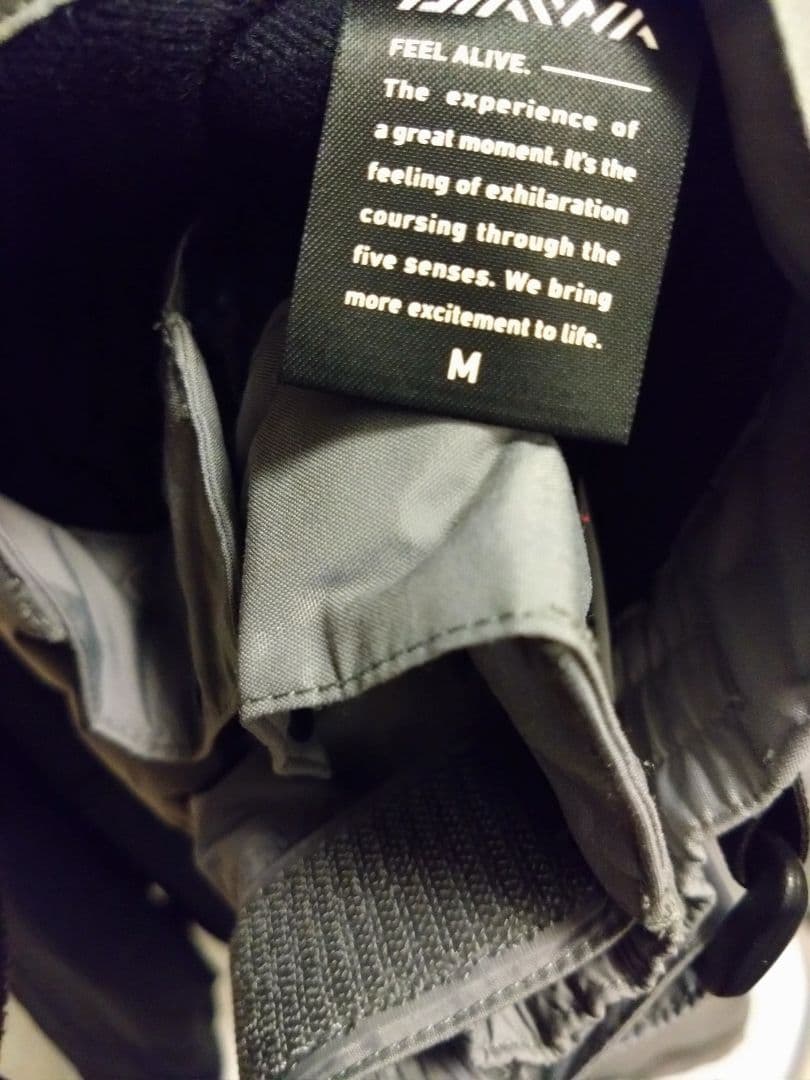 DAIWA
FEEL ALIVE.
The experience of
a great moment. It's the
feeling of exhilaration
coursing through the
five senses. We bring
more excitement to life.
M